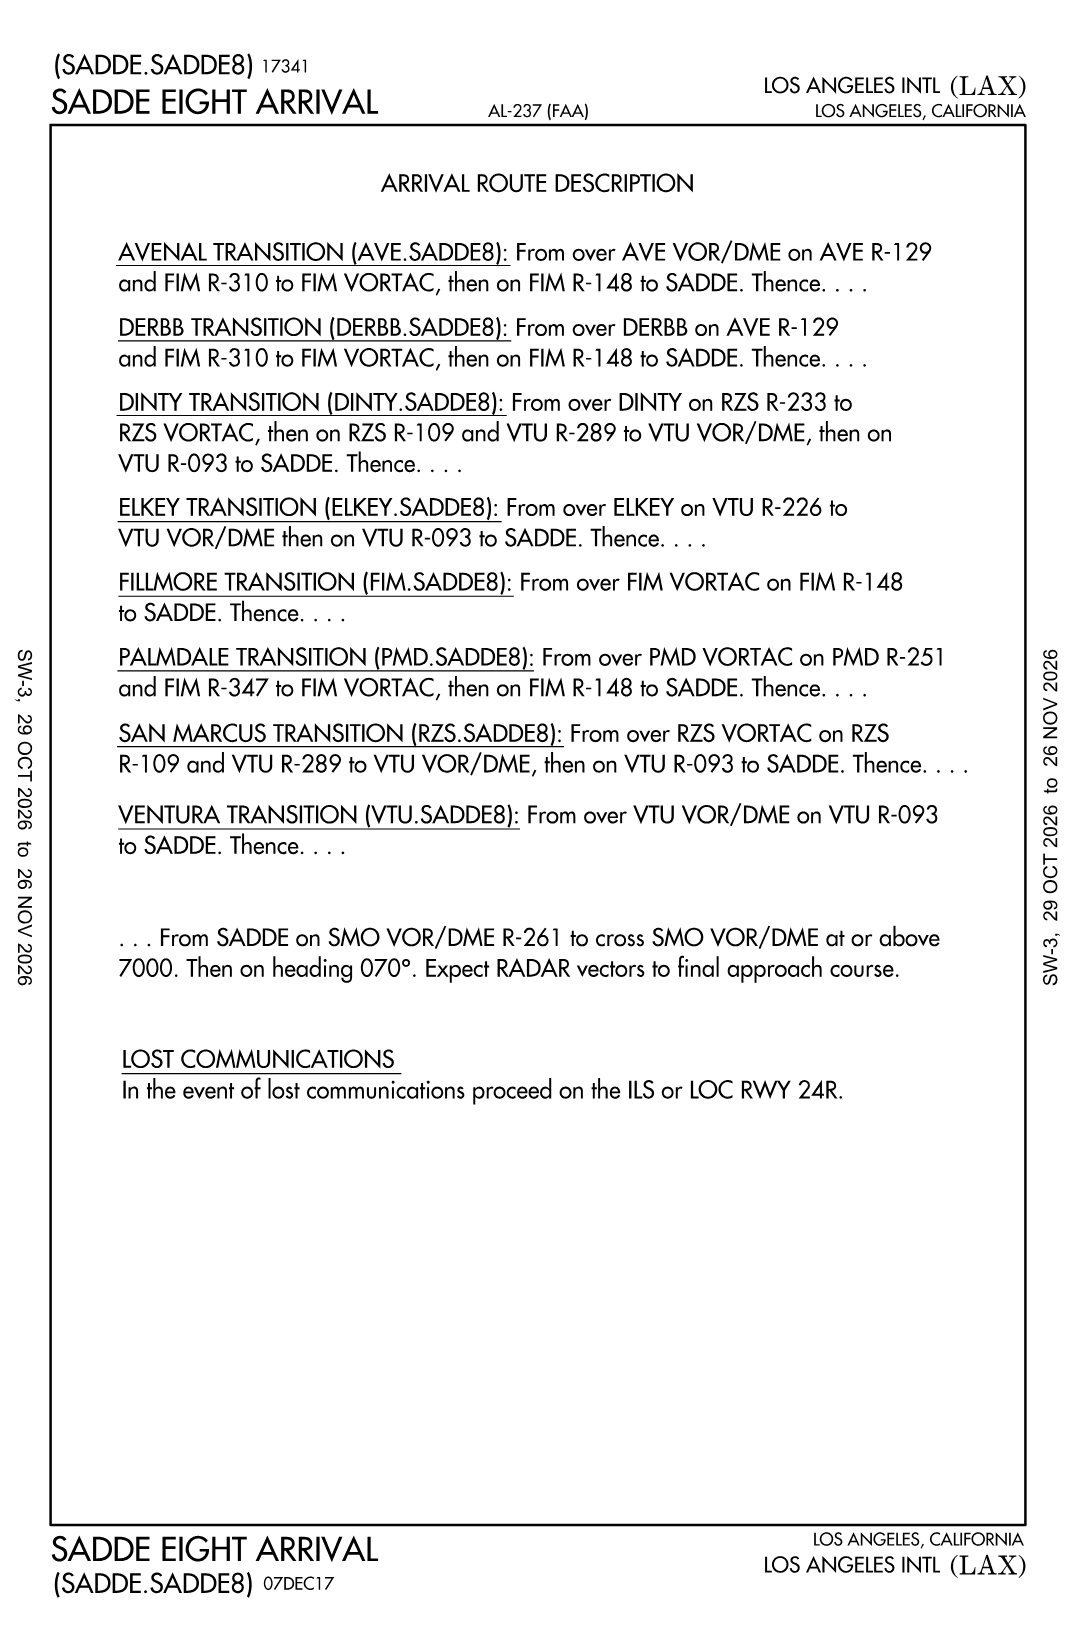 (SADDE.SADDE8) 17341
SADDE EIGHT ARRIVAL
AL-237 (FAA)
LOS ANGELES INTL (LAX)
LOS ANGELES, CALIFORNIA
ARRIVAL ROUTE DESCRIPTION
AVENAL TRANSITION (AVE.SADDE8): From over AVE VOR/DME on AVE R-129
and FIM R-310 to FIM VORTAC, then on FIM R-148 to SADDE. Thence. . . .
DERBB TRANSITION (DERBB.SADDE8): From over DERBB on AVE R-129
and FIM R-310 to FIM VORTAC, then on FIM R-148 to SADDE. Thence. . . .
DINTY TRANSITION (DINTY.SADDE8): From over DINTY on RZS R-233 to
RZS VORTAC, then on RZS R-109 and VTU R-289 to VTU VOR/DME, then on
VTU R-093 to SADDE. Thence. . . .
ELKEY TRANSITION (ELKEY.SADDE8): From over ELKEY on VTU R-226 to
VTU VOR/DME then on VTU R-093 to SADDE. Thence. . . .
FILLMORE TRANSITION (FIM.SADDE8): From over FIM VORTAC on FIM R-148
to SADDE. Thence. . . .
PALMDALE TRANSITION (PMD.SADDE8): From over PMD VORTAC on PMD R-251
and FIM R-347 to FIM VORTAC, then on FIM R-148 to SADDE. Thence. . . .
SAN MARCUS TRANSITION (RZS.SADDE8): From over RZS VORTAC on RZS
R-109 and VTU R-289 to VTU VOR/DME, then on VTU R-093 to SADDE. Thence. . . .
VENTURA TRANSITION (VTU.SADDE8): From over VTU VOR/DME on VTU R-093
to SADDE. Thence. . . .
. . . From SADDE on SMO VOR/DME R-261 to cross SMO VOR/DME at or above
7000. Then on heading 070°. Expect RADAR vectors to final approach course.
LOST COMMUNICATIONS
In the event of lost communications proceed on the ILS or LOC RWY 24R.
SW-3, 29 OCT 2026 to 26 NOV 2026
SW-3, 29 OCT 2026 to 26 NOV 2026
SADDE EIGHT ARRIVAL
(SADDE.SADDE8) 07DEC17
LOS ANGELES, CALIFORNIA
LOS ANGELES INTL (LAX)